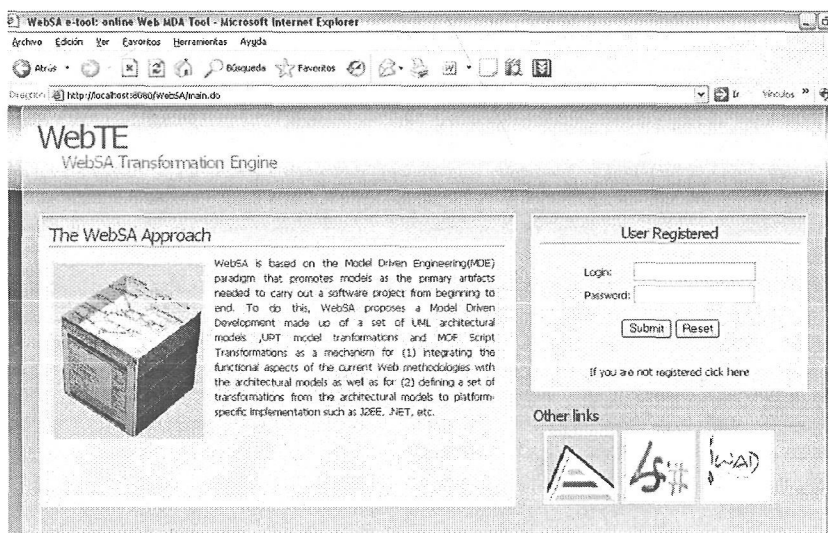 WebSA e-tool: online Web MDA Tool - Microsoft Internet Explorer
Archivo Edición Ver Favoritos Herramientas Ayuda
Atrás Búsqueda Favoritos
Dirección http://localhost:8080/WebSA/main.do Ir Vínculos »
WebTE
WebSA Transformation Engine
The WebSA Approach
WebSA is based on the Model Driven Engineering(MDE)
paradigm that promotes models as the primary artifacts
needed to carry out a software project from beginning to
end. To do this, WebSA proposes a Model Driven
Development made up of a set of UML architectural
models ,UPT model tranformations and MOF Script
Transformations as a mechanism for (1) integrating the
functional aspects of the current Web methodologies with
the architectural models as well as for (2) defining a set of
transformations from the architectural models to platform-
specific implementation such as J2EE, .NET, etc.
User Registered
Login:
Password:
Submit Reset
If you are not registered click here
Other links
WAD